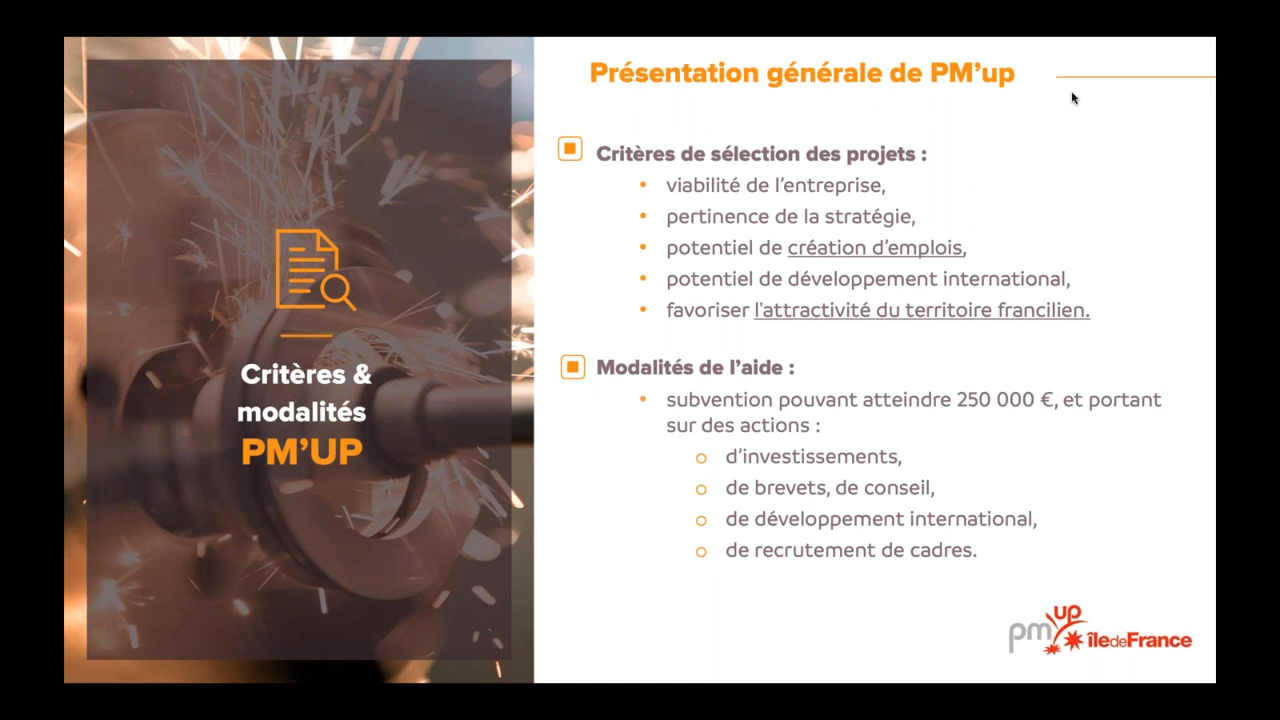 Présentation générale de PM’up
Critères de sélection des projets :
viabilité de l’entreprise,
pertinence de la stratégie,
potentiel de création d’emplois,
potentiel de développement international,
favoriser l'attractivité du territoire francilien.
Modalités de l’aide :
subvention pouvant atteindre 250 000 €, et portant
sur des actions :
d’investissements,
de brevets, de conseil,
de développement international,
de recrutement de cadres.
Critères &
modalités
PM’UP
pm up îledeFrance